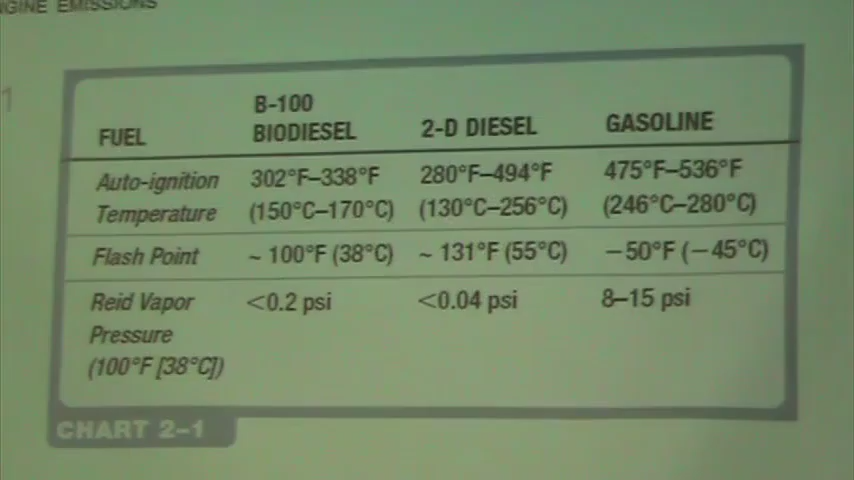 NGINE EMISSIONS
1
FUEL B-100 BIODIESEL 2-D DIESEL GASOLINE
Auto-ignition 302°F–338°F 280°F–494°F 475°F–536°F
Temperature (150°C–170°C) (130°C–256°C) (246°C–280°C)
Flash Point ~ 100°F (38°C) ~ 131°F (55°C) −50°F (−45°C)
Reid Vapor <0.2 psi <0.04 psi 8–15 psi
Pressure
(100°F [38°C])
CHART 2–1